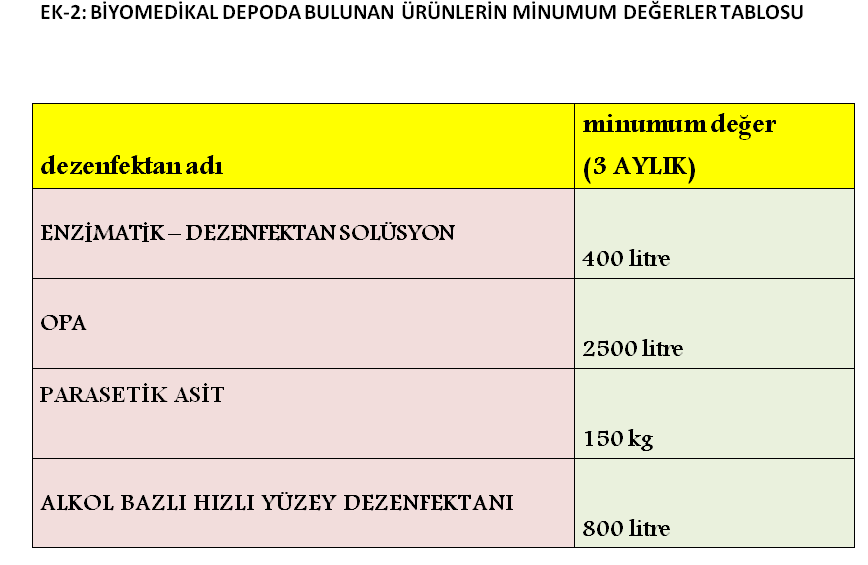 EK-2: BİYOMEDİKAL DEPODA BULUNAN ÜRÜNLERİN MİNUMUM DEĞERLER TABLOSU
dezenfektan adı
minumum değer
(3 AYLIK)
ENZİMATİK – DEZENFEKTAN SOLÜSYON
400 litre
OPA
2500 litre
PARASETİK ASİT
150 kg
ALKOL BAZLI HIZLI YÜZEY DEZENFEKTANI
800 litre